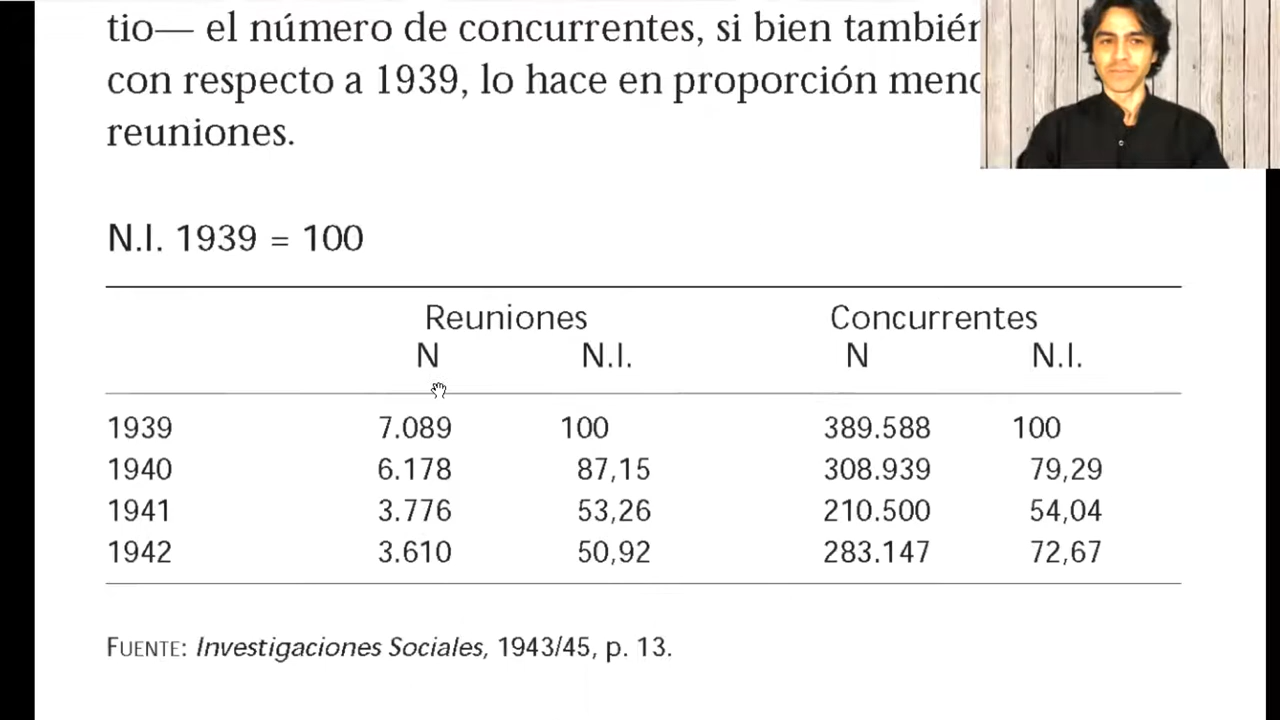 tio— el número de concurrentes, si bien también
con respecto a 1939, lo hace en proporción
reuniones.
N.I. 1939 = 100
Reuniones Concurrentes
N N.I. N N.I.
1939 7.089 100 389.588 100
1940 6.178 87,15 308.939 79,29
1941 3.776 53,26 210.500 54,04
1942 3.610 50,92 283.147 72,67
FUENTE: Investigaciones Sociales, 1943/45, p. 13.